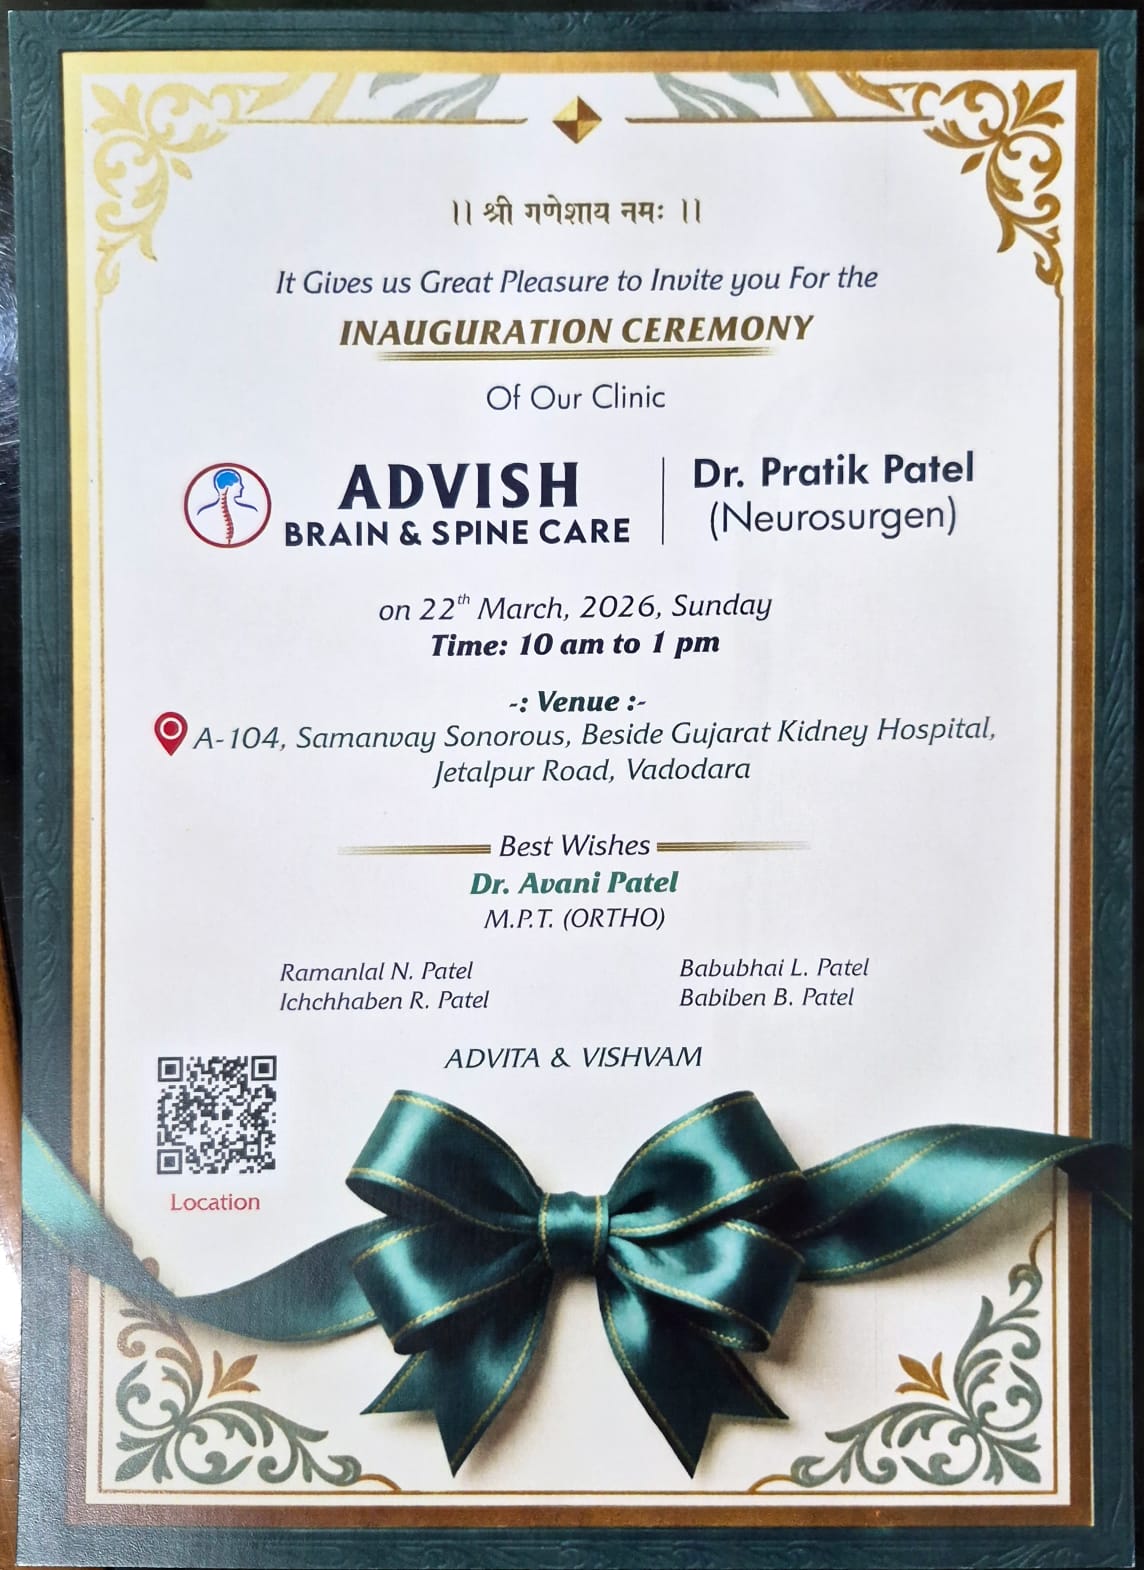 ।। श्री गणेशाय नमः ।।
It Gives us Great Pleasure to Invite you For the
INAUGURATION CEREMONY
Of Our Clinic
ADVISH
BRAIN & SPINE CARE
Dr. Pratik Patel
(Neurosurgen)
on 22th March, 2026, Sunday
Time: 10 am to 1 pm
-: Venue :-
A-104, Samanvay Sonorous, Beside Gujarat Kidney Hospital,
Jetalpur Road, Vadodara
Best Wishes
Dr. Avani Patel
M.P.T. (ORTHO)
Ramanlal N. Patel
Ichchhaben R. Patel
Babubhai L. Patel
Babiben B. Patel
ADVITA & VISHVAM
Location